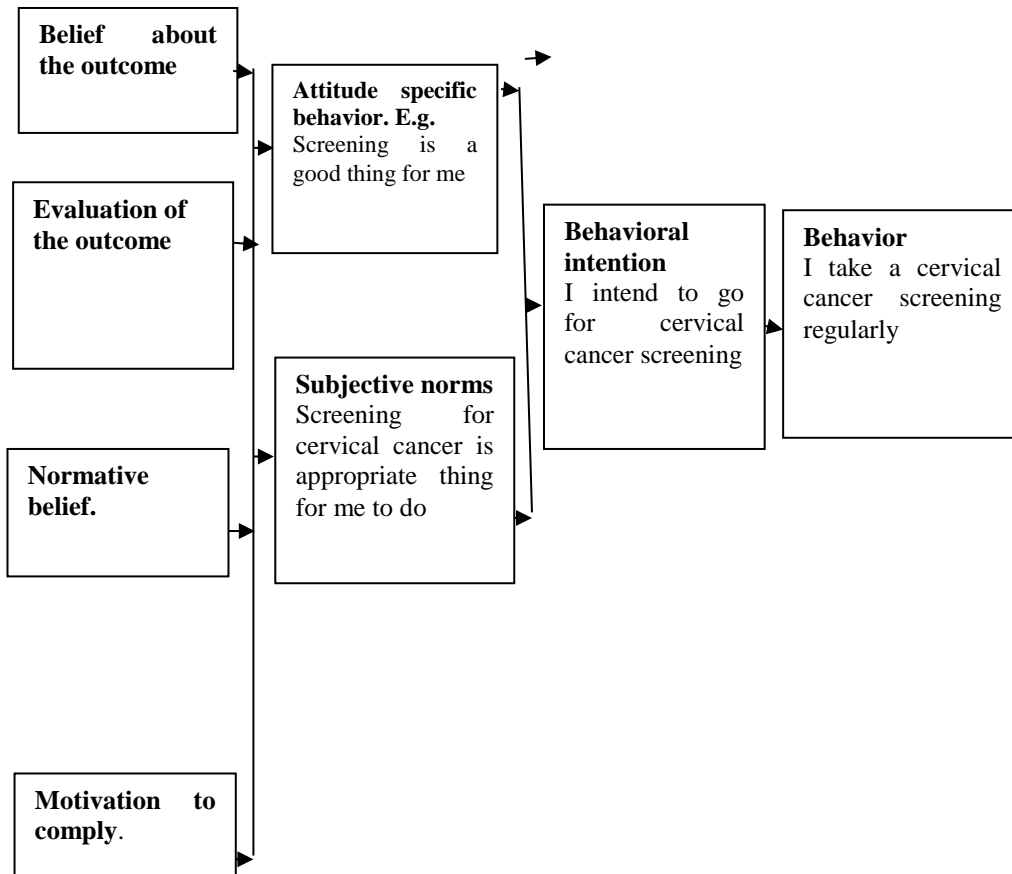 Belief about
the outcome
Evaluation of
the outcome
Normative
belief.
Motivation to
comply.
Attitude specific
behavior. E.g.
Screening is a
good thing for me
Subjective norms
Screening for
cervical cancer is
appropriate thing
for me to do
Behavioral
intention
I intend to go
for cervical
cancer screening
Behavior
I take a cervical
cancer screening
regularly